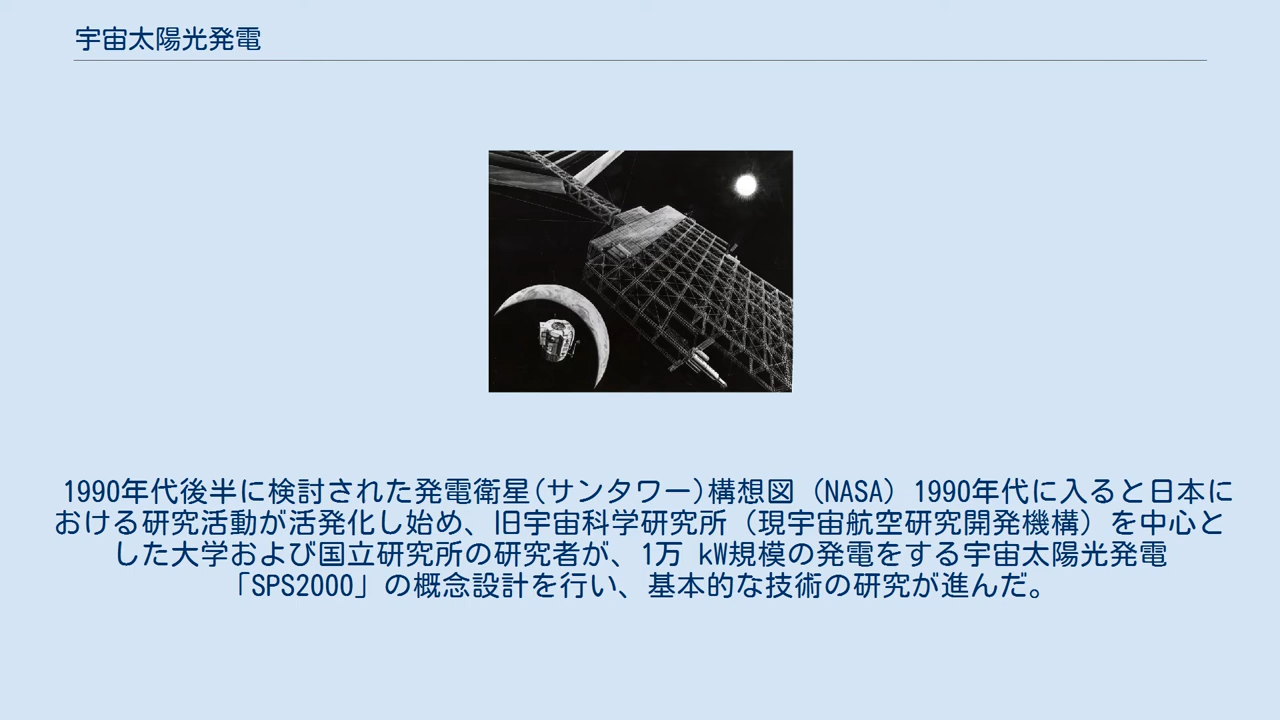 宇宙太陽光発電
1990年代後半に検討された発電衛星(サンタワー)構想図（NASA）1990年代に入ると日本に
おける研究活動が活発化し始め、旧宇宙科学研究所（現宇宙航空研究開発機構）を中心と
した大学および国立研究所の研究者が、1万 kW規模の発電をする宇宙太陽光発電
「SPS2000」の概念設計を行い、基本的な技術の研究が進んだ。